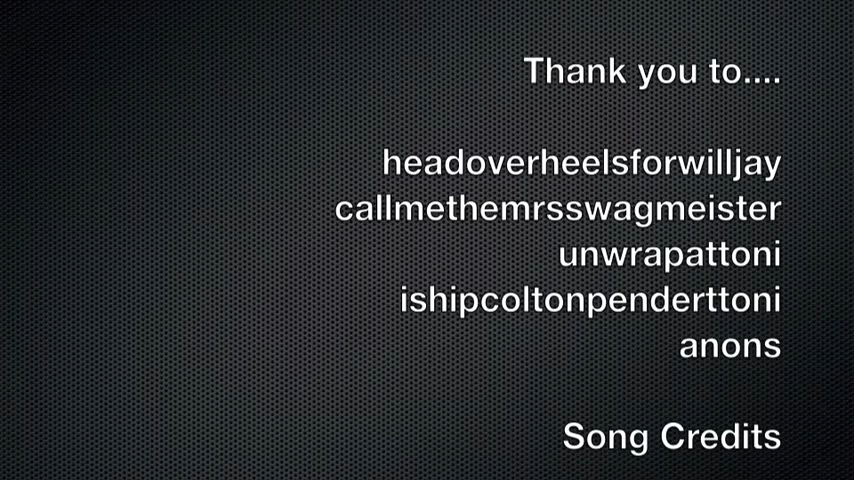 Thank you to....
headoverheelsforwilljay
callmethemrsswagmeister
unwrapattoni
ishipcoltonpenderttoni
anons
Song Credits